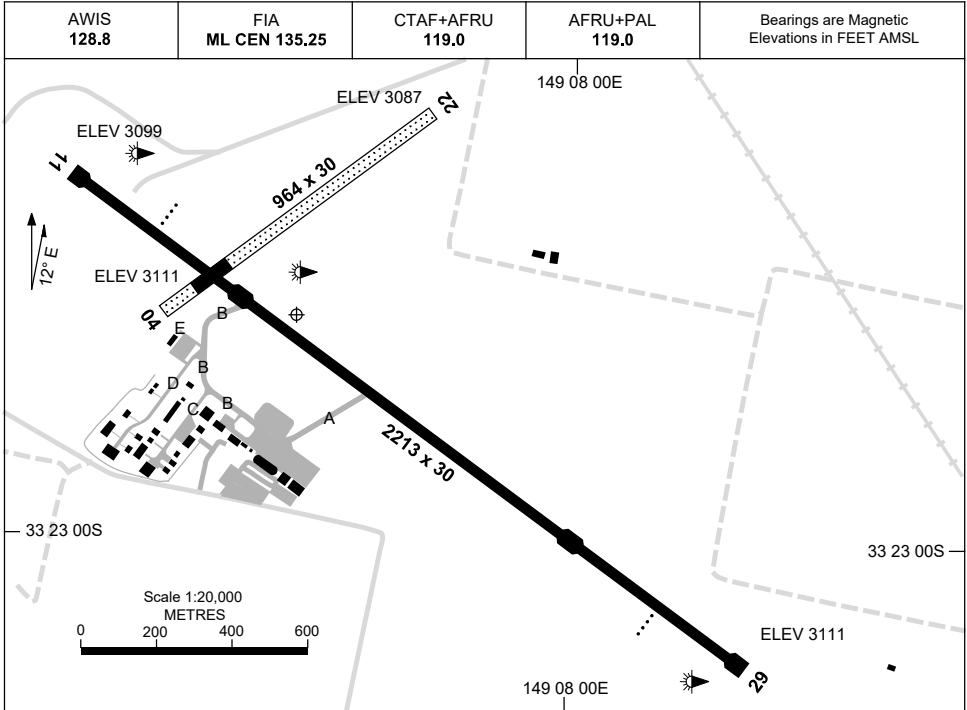 AWIS
128.8
FIA
ML CEN 135.25
CTAF+AFRU
119.0
AFRU+PAL
119.0
Bearings are Magnetic
Elevations in FEET AMSL
149 08 00E
ELEV 3087
22
ELEV 3099
11
964 x 30
12° E
ELEV 3111
04
B
E
B
D
B
C
A
2213 x 30
33 23 00S
33 23 00S
Scale 1:20,000
METRES
0 200 400 600
ELEV 3111
29
149 08 00E